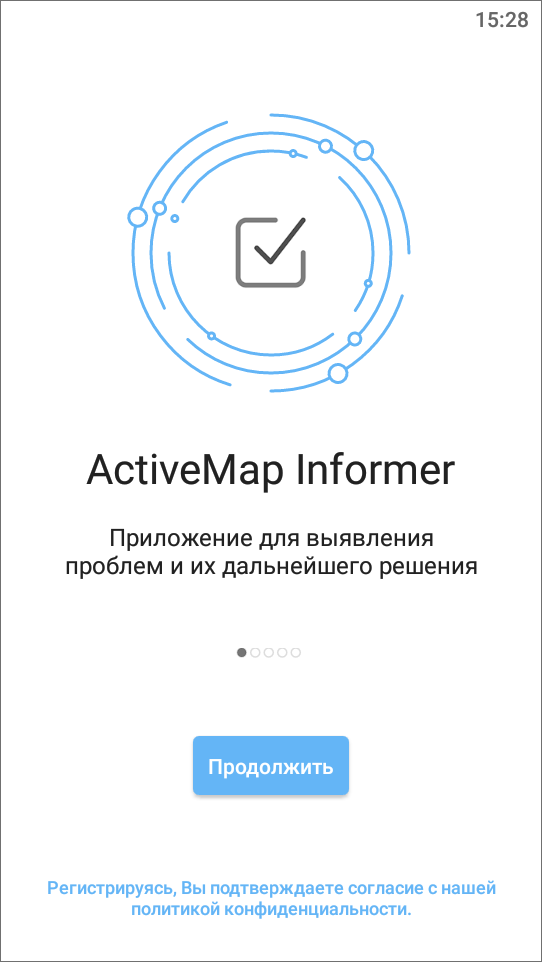 15:28
ActiveMap Informer
Приложение для выявления
проблем и их дальнейшего решения
Продолжить
Регистрируясь, Вы подтверждаете согласие с нашей
политикой конфиденциальности.